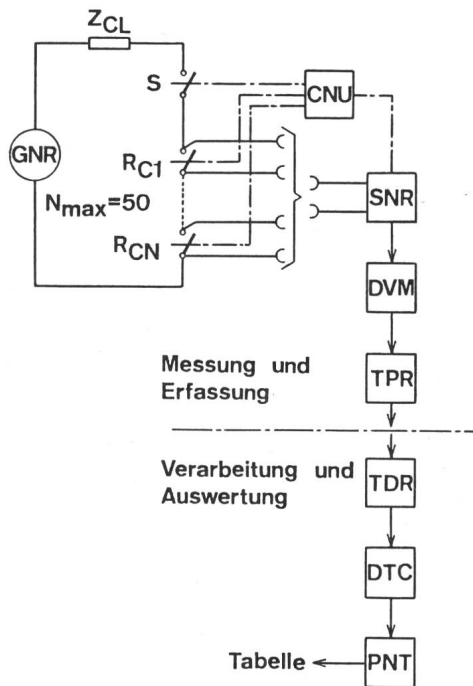 Z_CL
S
CNU
GNR
R_C1
N_max=50
SNR
R_CN
DVM
Messung und
Erfassung
TPR
Verarbeitung und
Auswertung
TDR
DTC
Tabelle
PNT